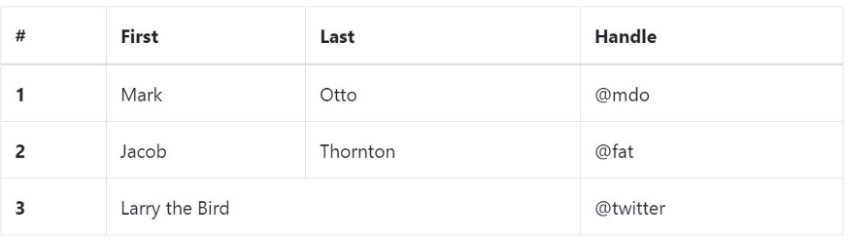 # First Last Handle
1 Mark Otto @mdo
2 Jacob Thornton @fat
3 Larry the Bird @twitter